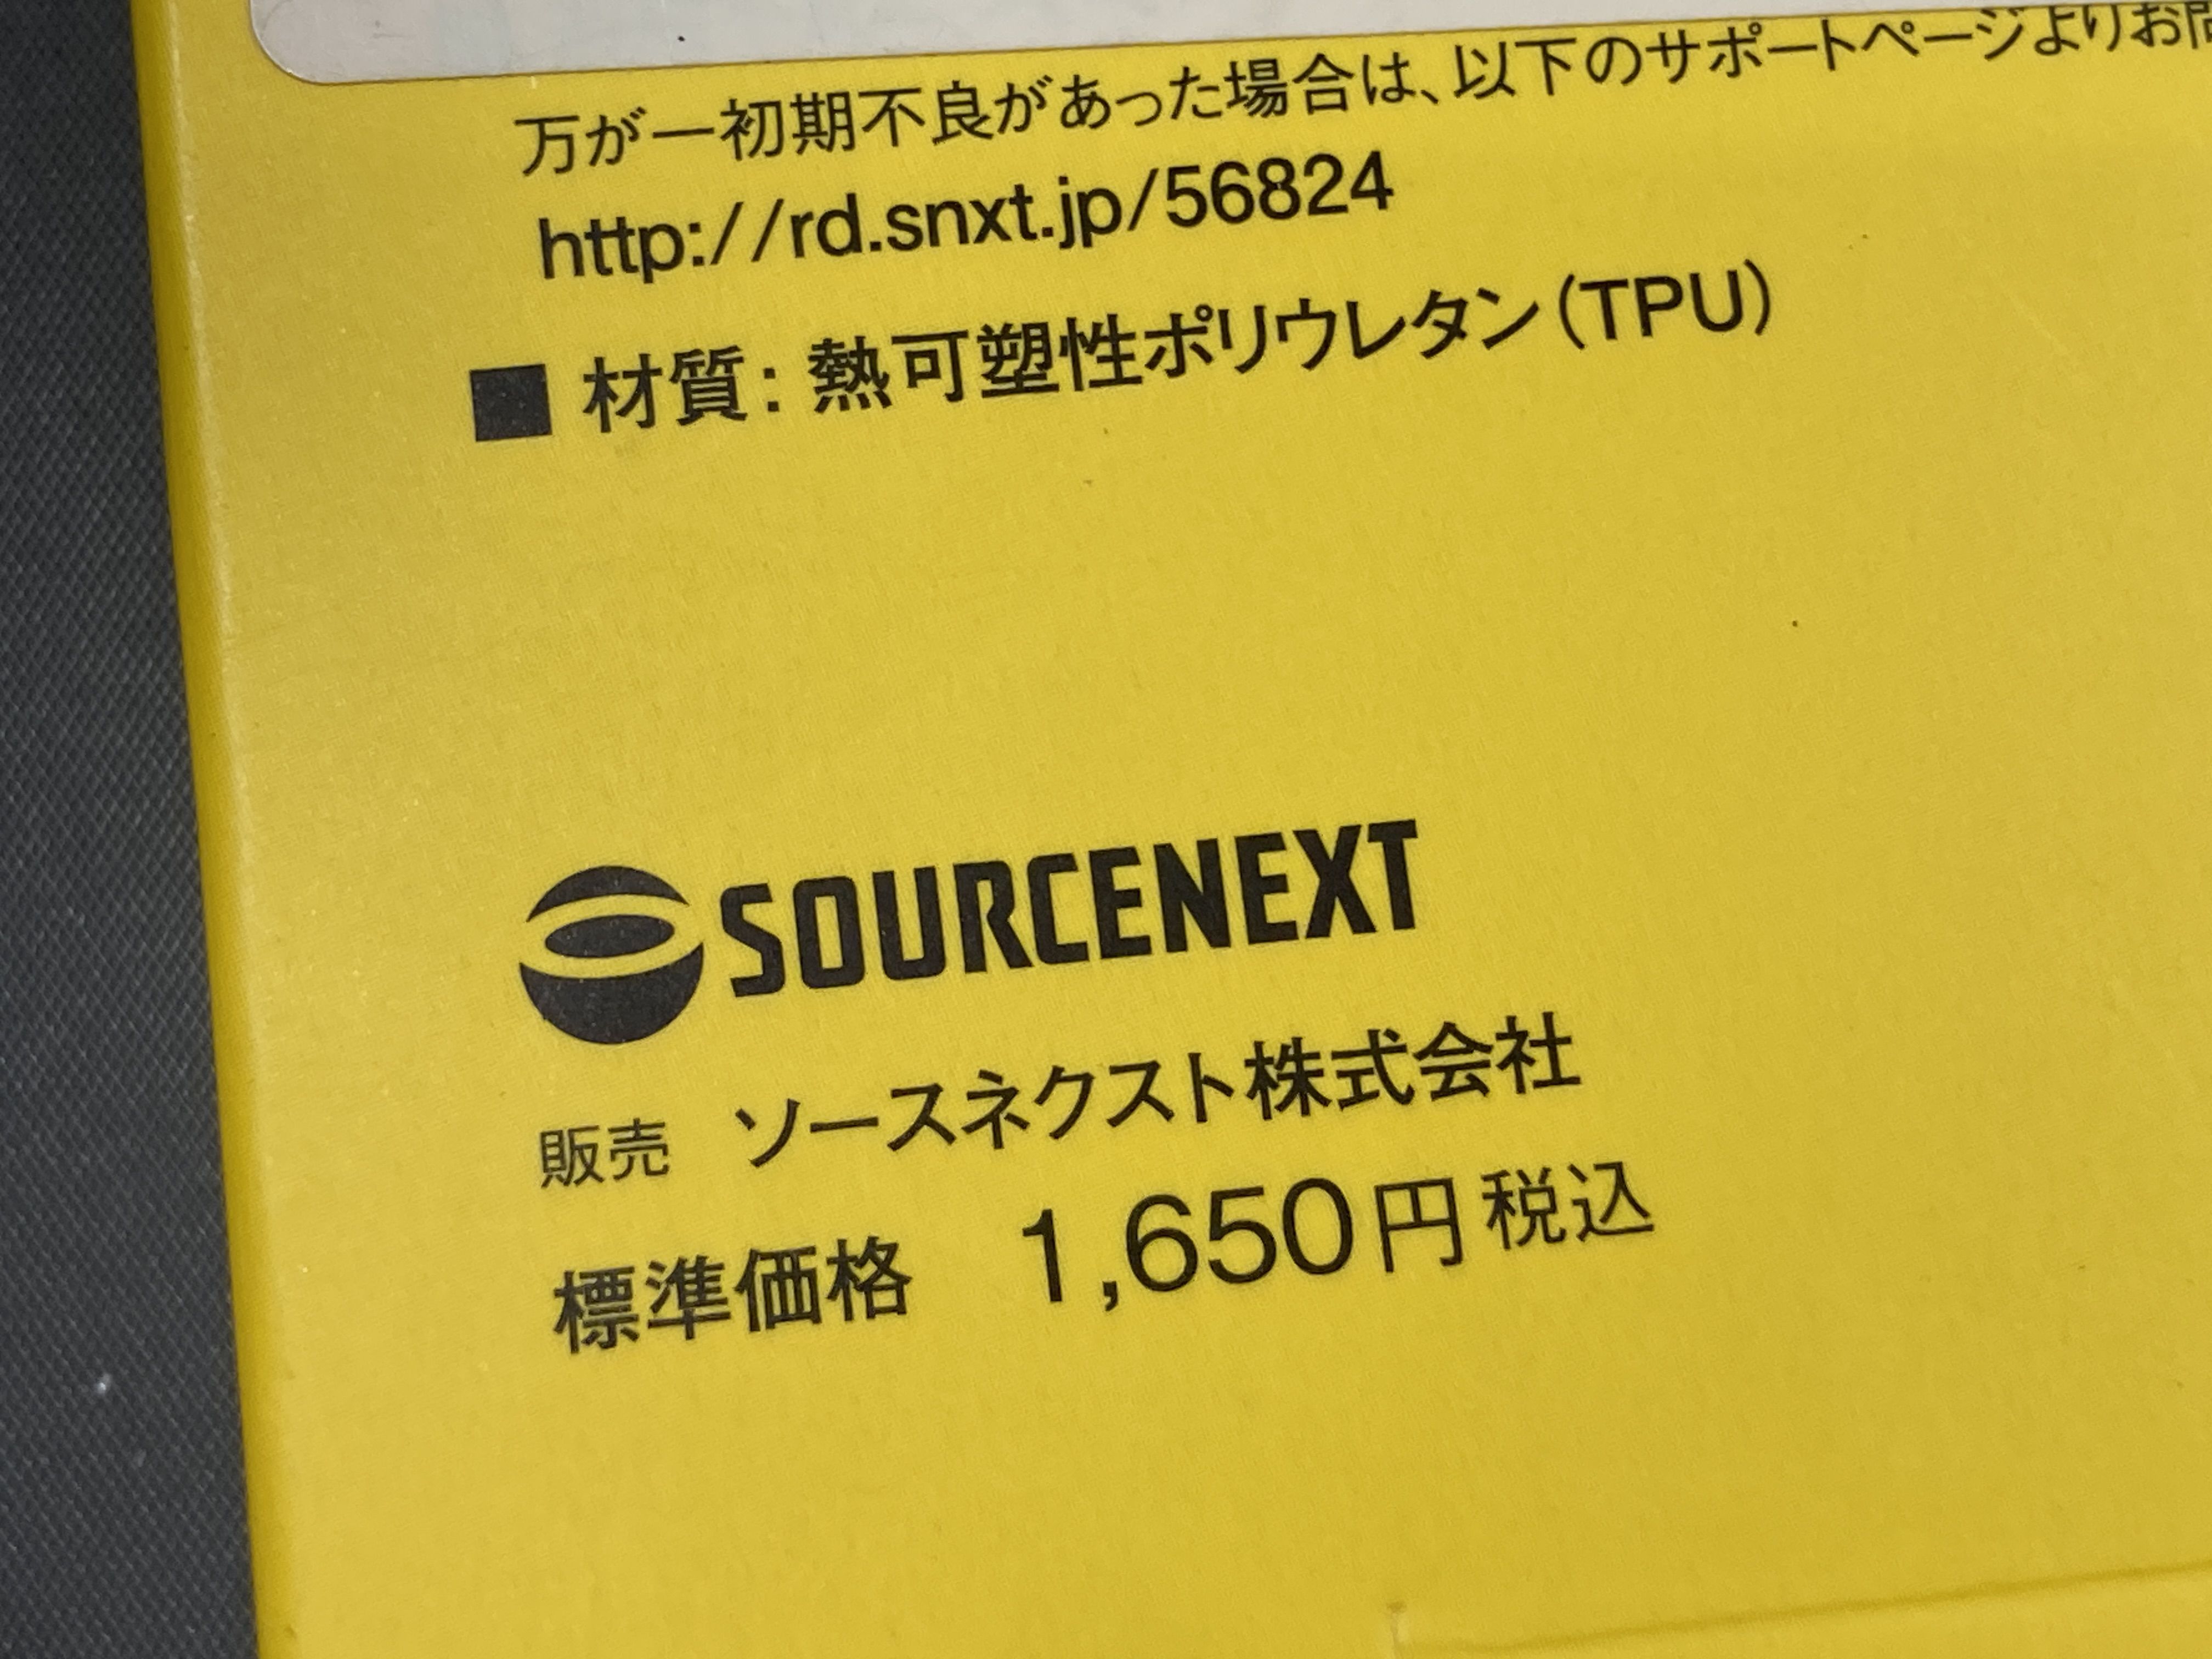 万が一初期不良があった場合は、以下のサポートページよりお問
http://rd.snxt.jp/56824
■ 材質：熱可塑性ポリウレタン（TPU）
SOURCENEXT
販売 ソースネクスト株式会社
標準価格 1,650円 税込